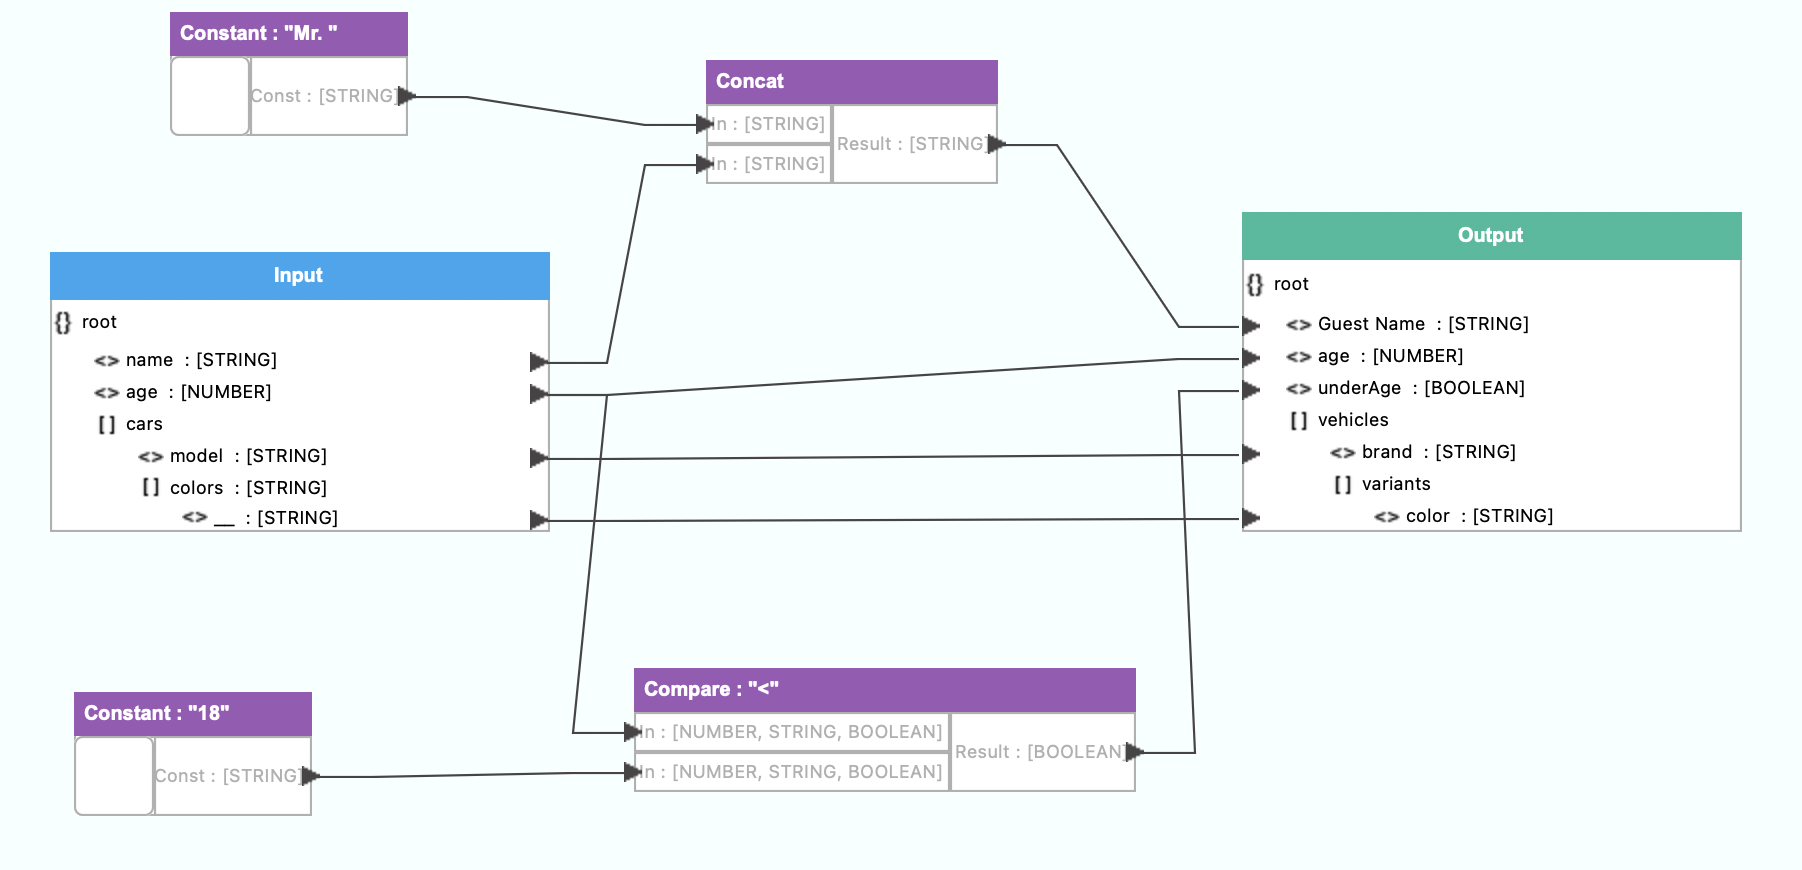 Constant : "Mr. "
Const : [STRING]
Concat
In : [STRING]
In : [STRING]
Result : [STRING]
Input
{} root
<> name : [STRING]
<> age : [NUMBER]
[] cars
<> model : [STRING]
[] colors : [STRING]
<> __ : [STRING]
Output
{} root
<> Guest Name : [STRING]
<> age : [NUMBER]
<> underAge : [BOOLEAN]
[] vehicles
<> brand : [STRING]
[] variants
<> color : [STRING]
Constant : "18"
Const : [STRING]
Compare : "<"
In : [NUMBER, STRING, BOOLEAN]
In : [NUMBER, STRING, BOOLEAN]
Result : [BOOLEAN]